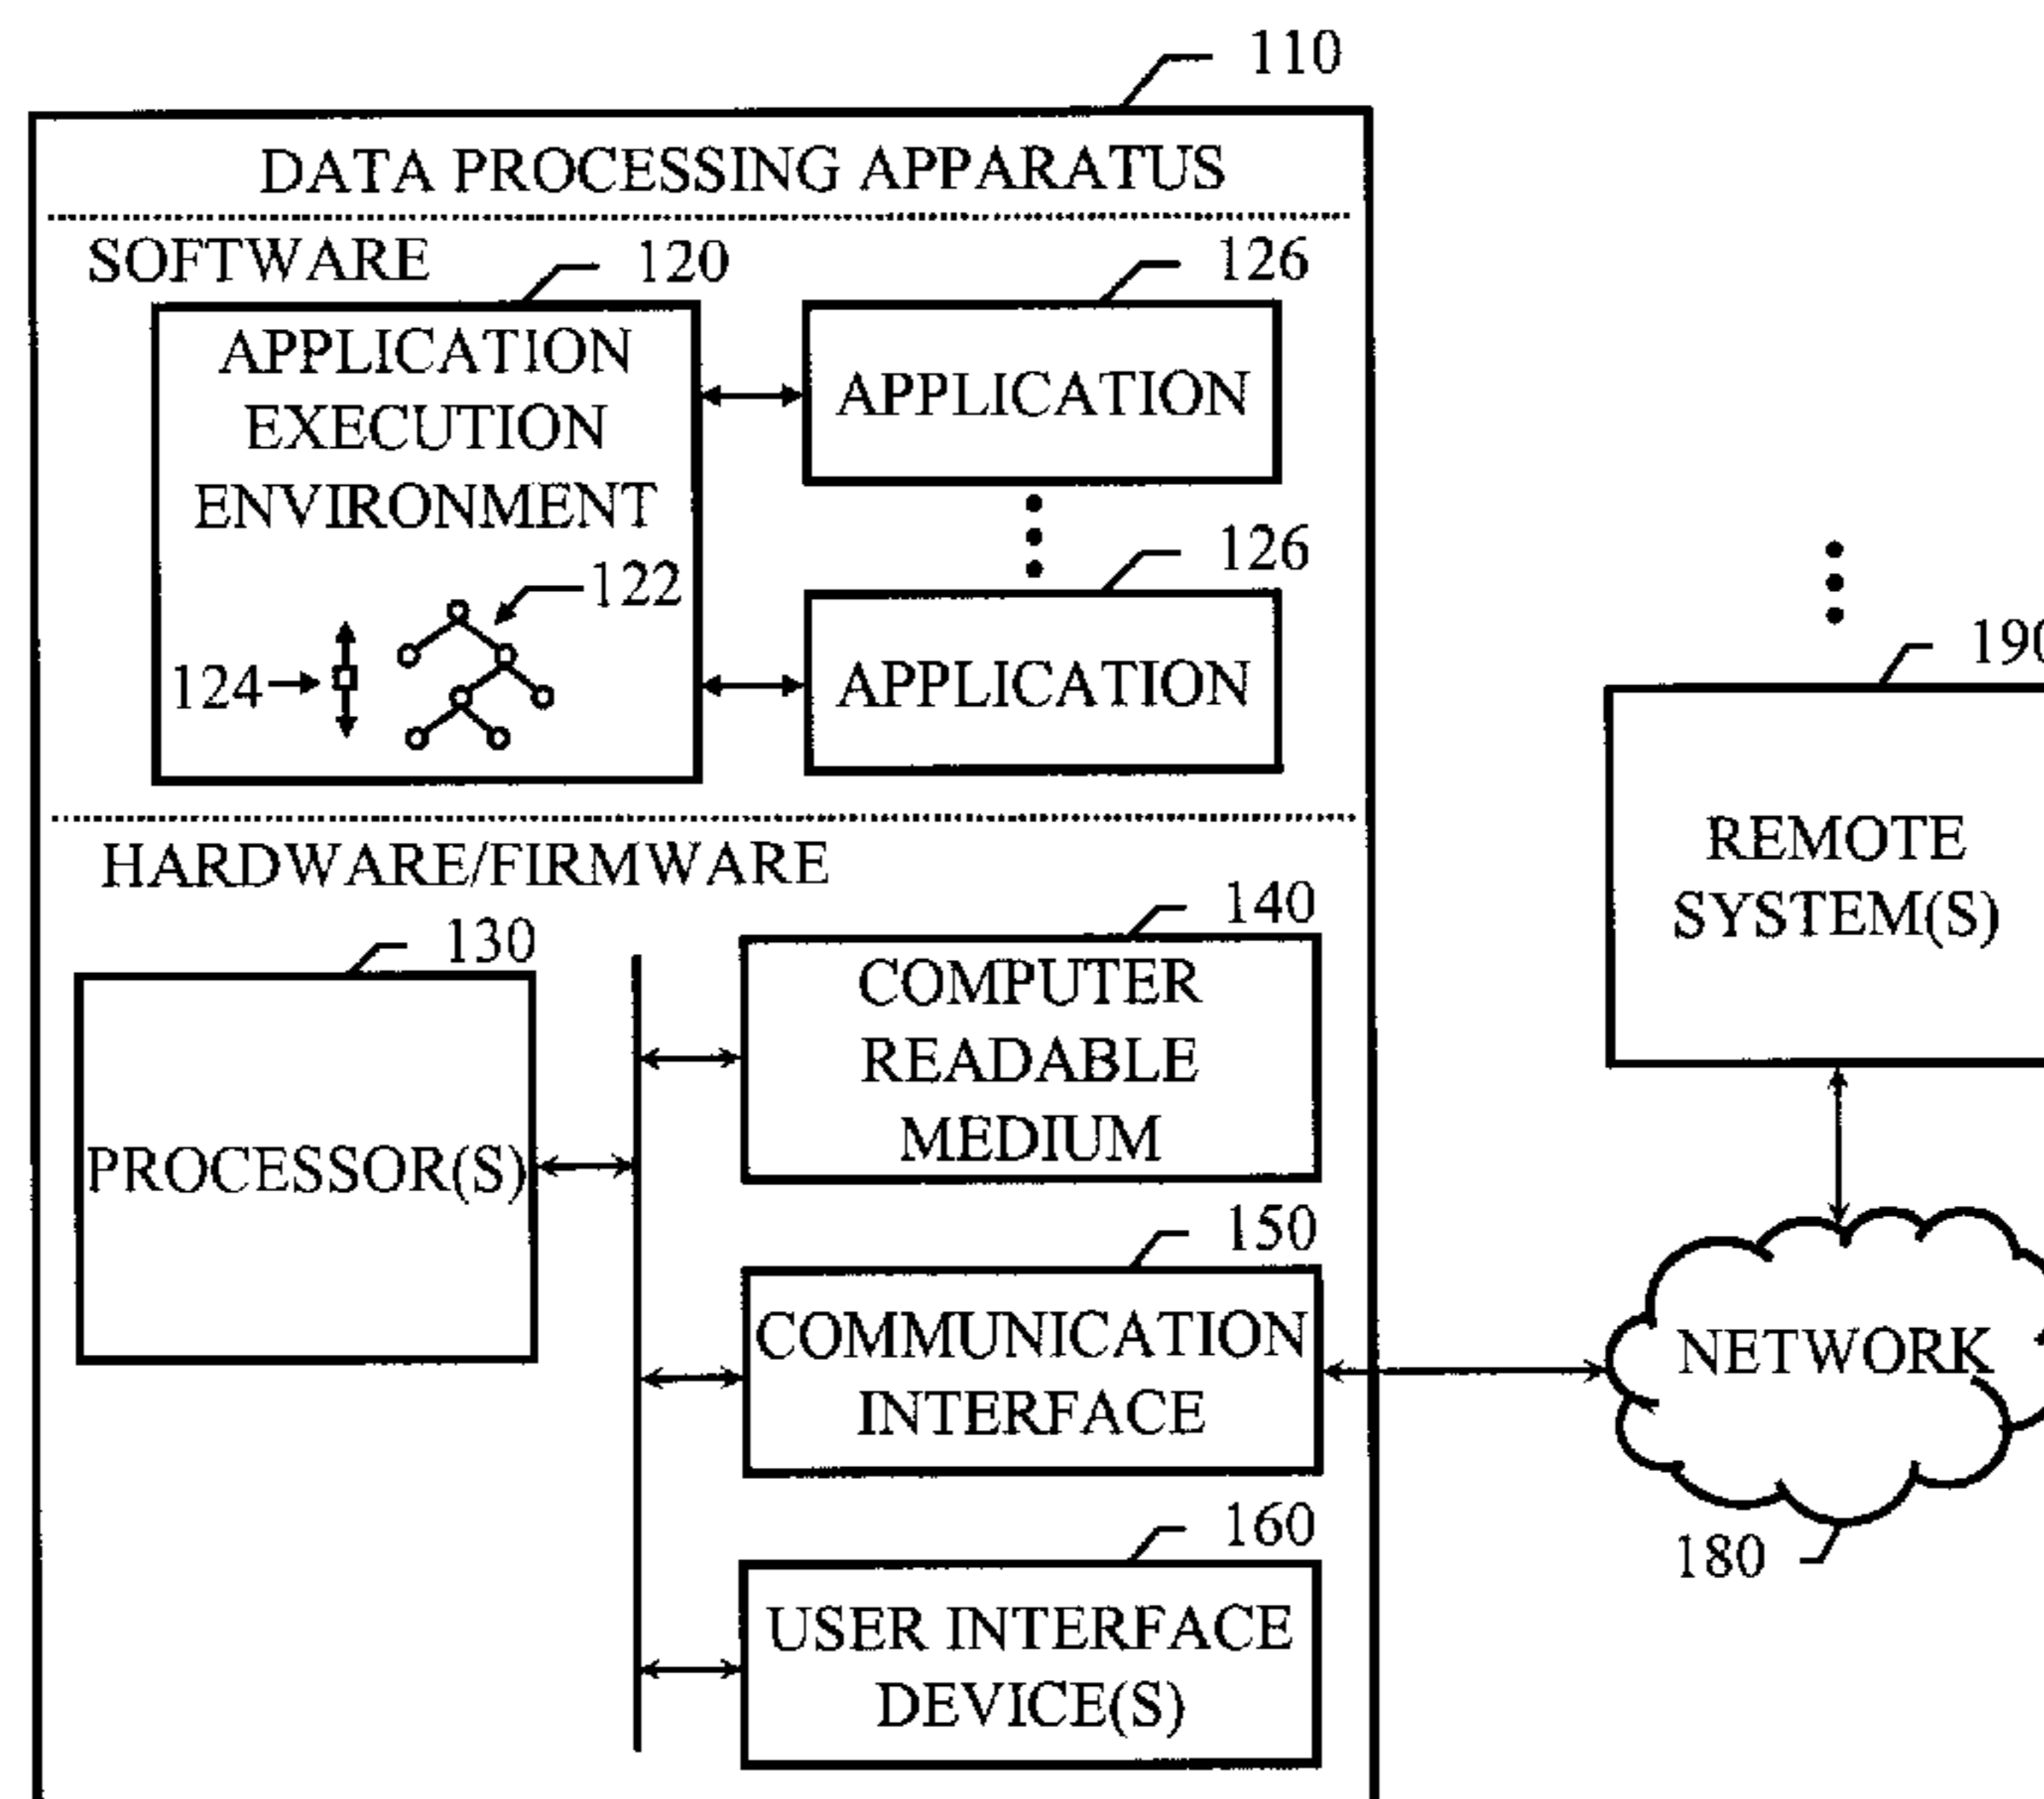 110
DATA PROCESSING APPARATUS
SOFTWARE
120
126
APPLICATION
EXECUTION
ENVIRONMENT
APPLICATION
122
124
126
APPLICATION
HARDWARE/FIRMWARE
130
PROCESSOR(S)
140
COMPUTER
READABLE
MEDIUM
150
COMMUNICATION
INTERFACE
160
USER INTERFACE
DEVICE(S)
190
REMOTE
SYSTEM(S)
NETWORK
180